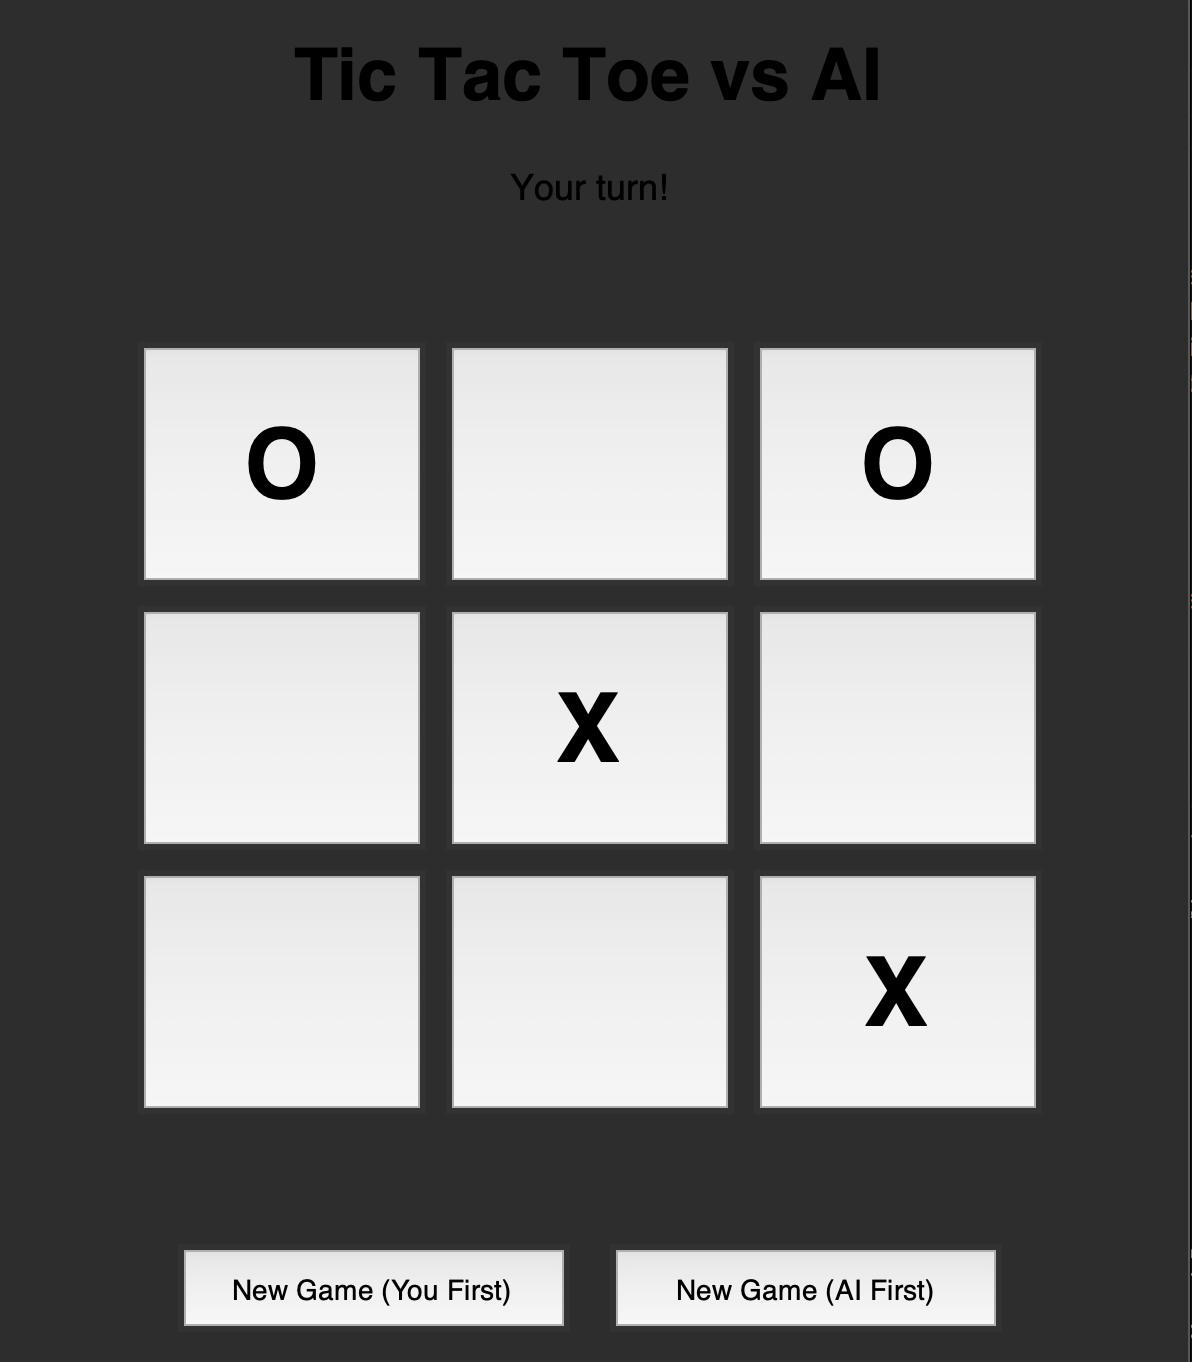 Tic Tac Toe vs AI
Your turn!
O O
X
X
New Game (You First) New Game (AI First)